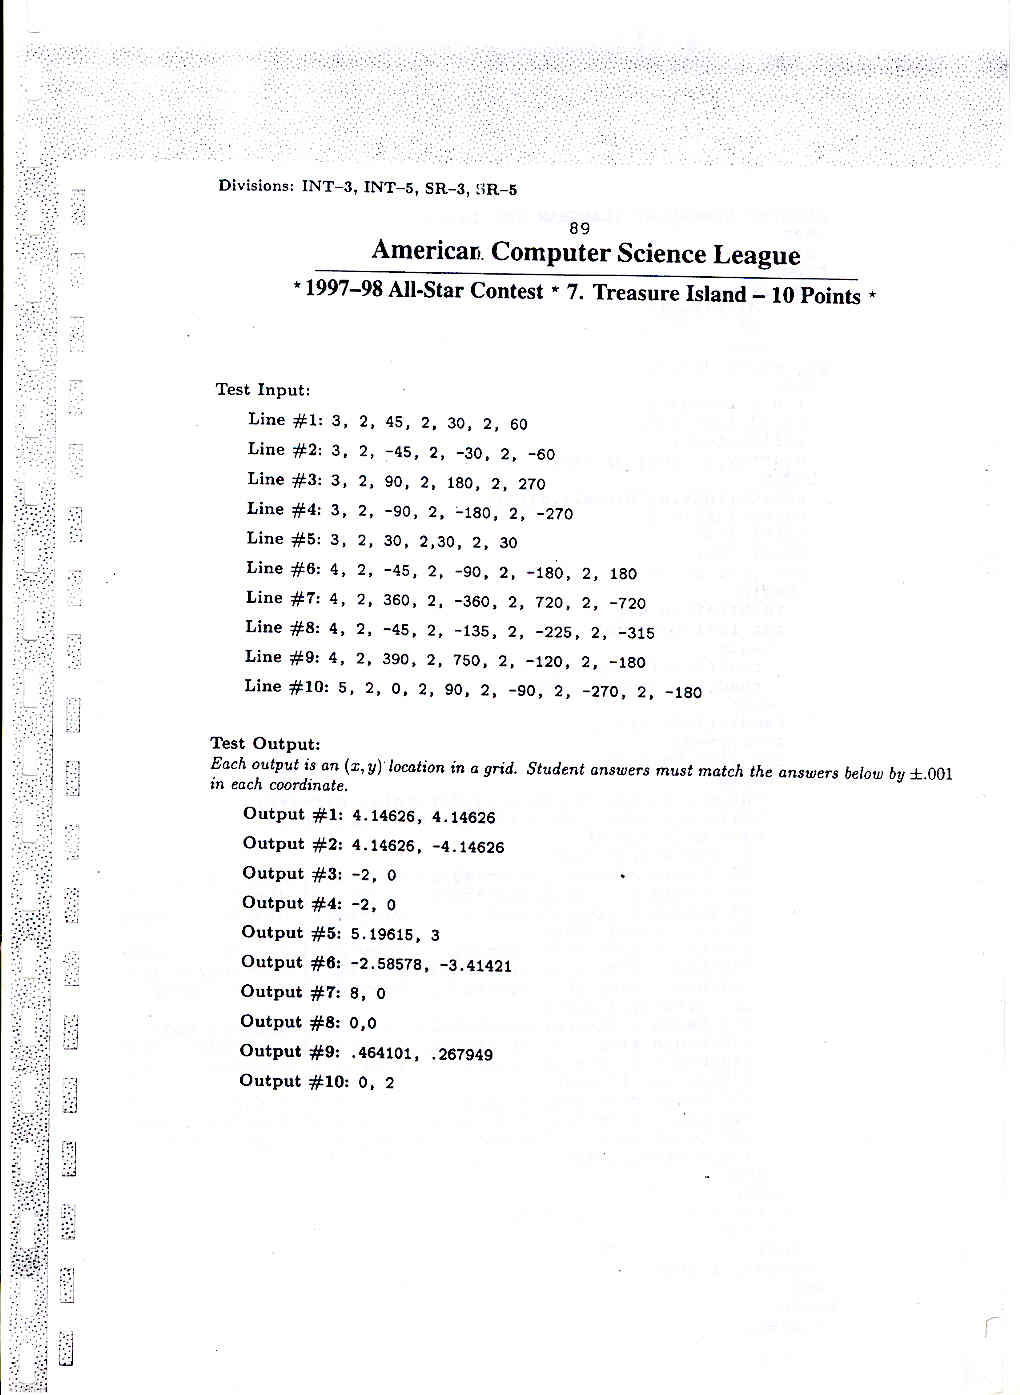 Divisions: INT-3, INT-5, SR-3, SR-5
89
American Computer Science League
* 1997-98 All-Star Contest * 7. Treasure Island – 10 Points *
Test Input:
Line #1: 3, 2, 45, 2, 30, 2, 60
Line #2: 3, 2, -45, 2, -30, 2, -60
Line #3: 3, 2, 90, 2, 180, 2, 270
Line #4: 3, 2, -90, 2, -180, 2, -270
Line #5: 3, 2, 30, 2,30, 2, 30
Line #6: 4, 2, -45, 2, -90, 2, -180, 2, 180
Line #7: 4, 2, 360, 2, -360, 2, 720, 2, -720
Line #8: 4, 2, -45, 2, -135, 2, -225, 2, -315
Line #9: 4, 2, 390, 2, 750, 2, -120, 2, -180
Line #10: 5, 2, 0, 2, 90, 2, -90, 2, -270, 2, -180
Test Output:
Each output is an (x, y) location in a grid. Student answers must match the answers below by ±.001
in each coordinate.
Output #1: 4.14626, 4.14626
Output #2: 4.14626, -4.14626
Output #3: -2, 0
Output #4: -2, 0
Output #5: 5.19615, 3
Output #6: -2.58578, -3.41421
Output #7: 8, 0
Output #8: 0,0
Output #9: .464101, .267949
Output #10: 0, 2